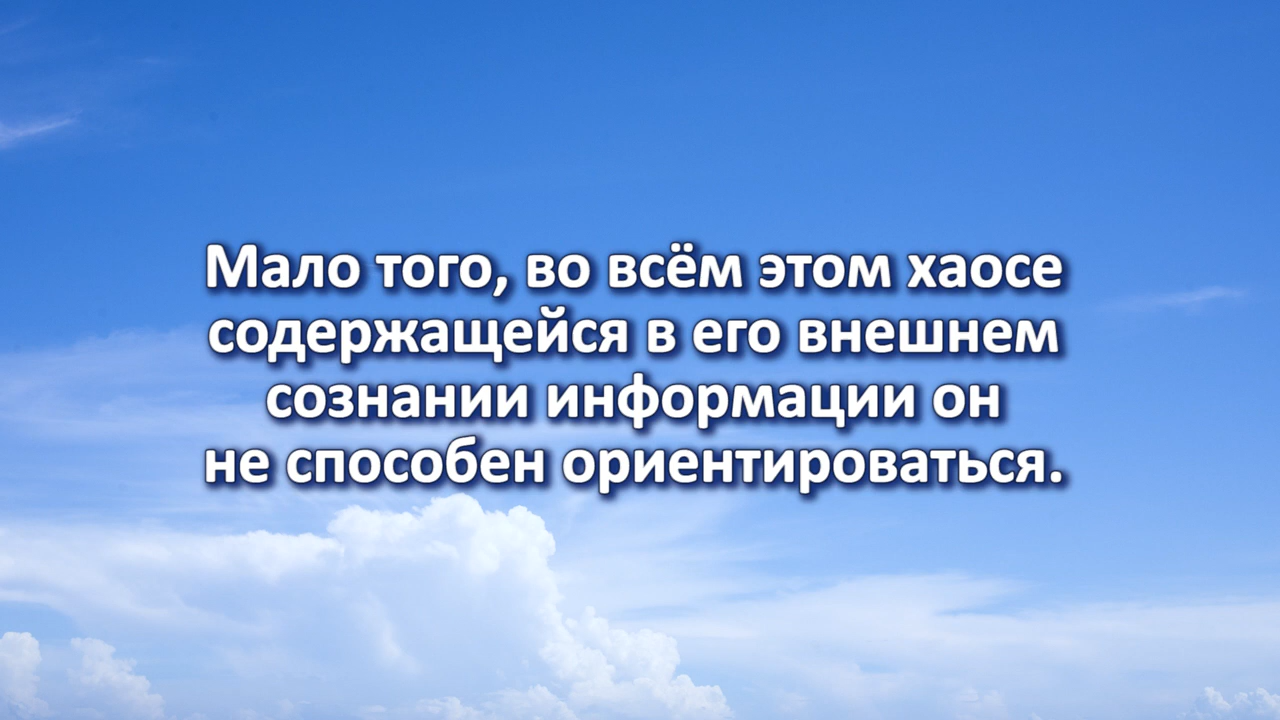 Мало того, во всём этом хаосе
содержащейся в его внешнем
сознании информации он
не способен ориентироваться.